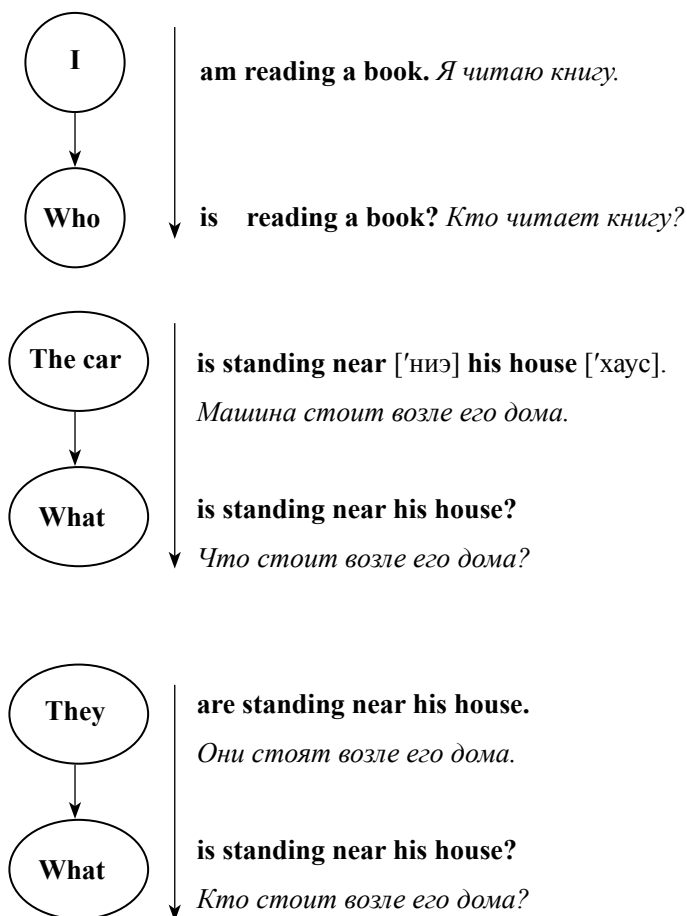 I am reading a book. Я читаю книгу.
Who is reading a book? Кто читает книгу?
The car is standing near [′ниэ] his house [′хаус].
Машина стоит возле его дома.
What is standing near his house?
Что стоит возле его дома?
They are standing near his house.
Они стоят возле его дома.
What is standing near his house?
Кто стоит возле его дома?